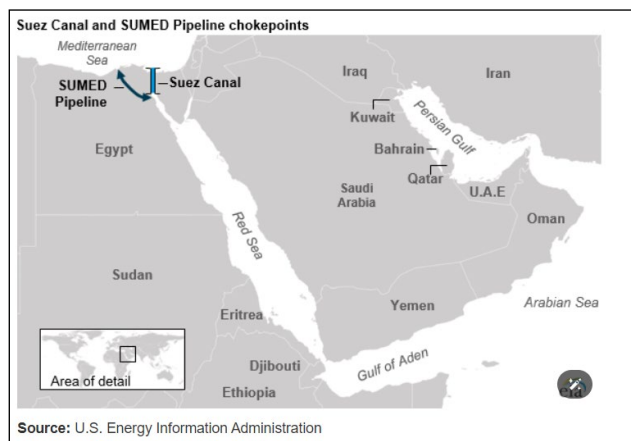 Suez Canal and SUMED Pipeline chokepoints
Mediterranean
Sea
SUMED
Pipeline
Suez Canal
Iraq
Iran
Kuwait
Persian Gulf
Bahrain
Egypt
Qatar
Saudi
Arabia
U.A.E
Oman
Red Sea
Sudan
Yemen
Arabian Sea
Eritrea
Gulf of Aden
Djibouti
Area of detail
Ethiopia
Source: U.S. Energy Information Administration